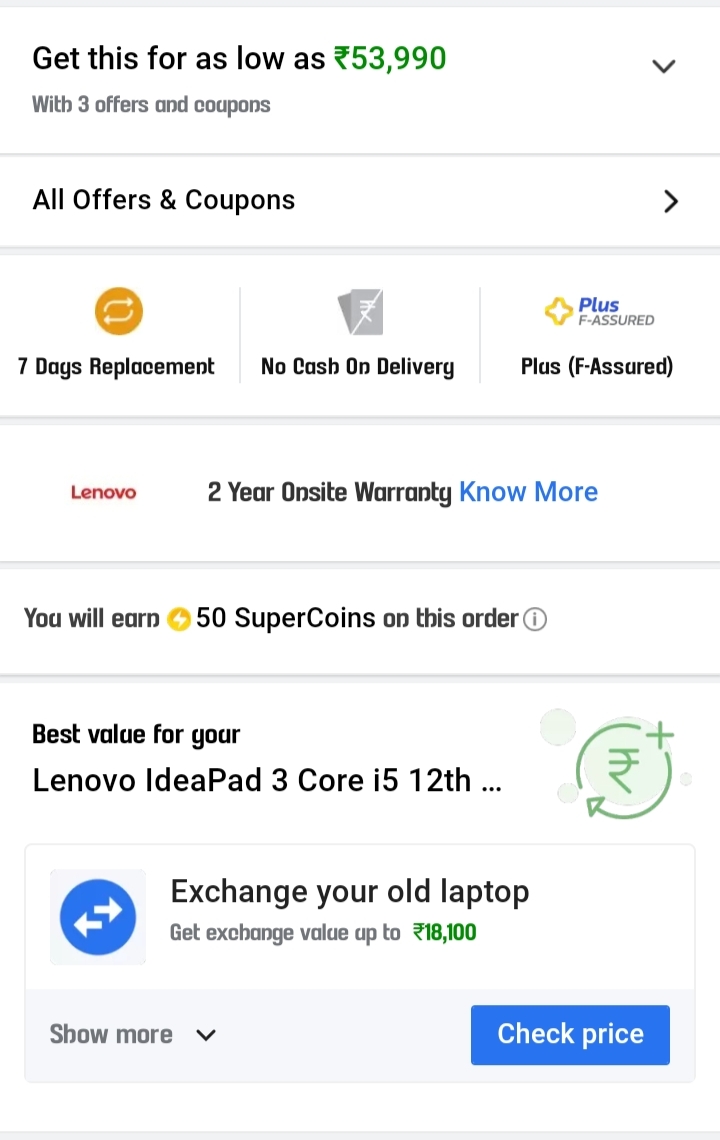 Get this for as low as ₹53,990
With 3 offers and coupons
All Offers & Coupons
Plus
F-ASSURED
7 Days Replacement
No Cash On Delivery
Plus (F-Assured)
Lenovo
2 Year Onsite Warranty Know More
You will earn 50 SuperCoins on this order
Best value for your
Lenovo IdeaPad 3 Core i5 12th ...
Exchange your old laptop
Get exchange value up to ₹18,100
Show more
Check price